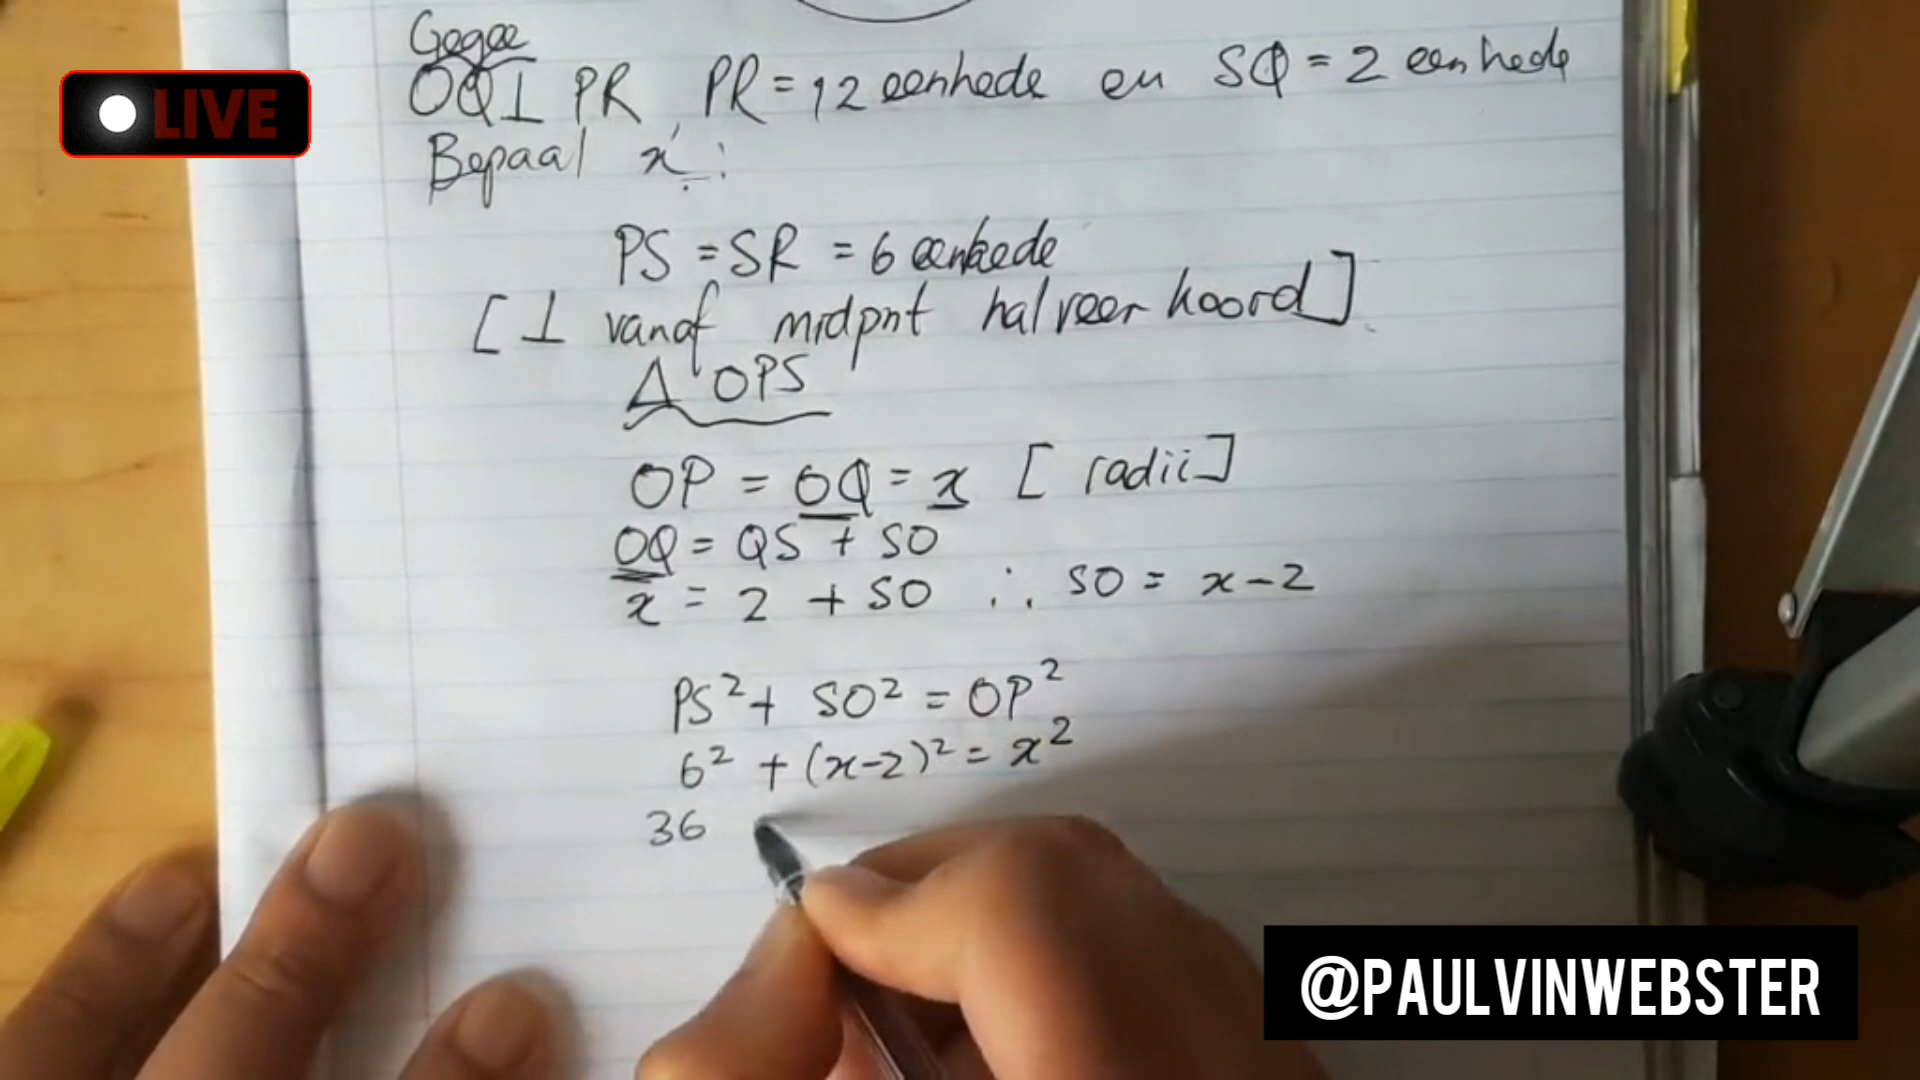 Gegee
OQ ⊥ PR, PR = 12 eenhede en SQ = 2 eenhede
LIVE
Bepaal x:
PS = SR = 6 eenhede
[⊥ vanaf midpnt halveer koord]
Δ OPS
OP = OQ = x [radii]
OQ = QS + SO
x = 2 + SO ∴ SO = x-2
PS² + SO² = OP²
6² + (x-2)² = x²
36
@PAULVINWEBSTER